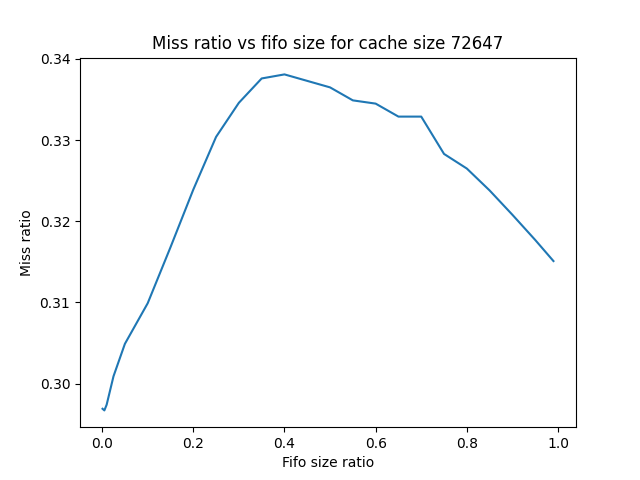 Miss ratio vs fifo size for cache size 72647
0.34
0.33
0.32
0.31
0.30
Miss ratio
0.0 0.2 0.4 0.6 0.8 1.0
Fifo size ratio